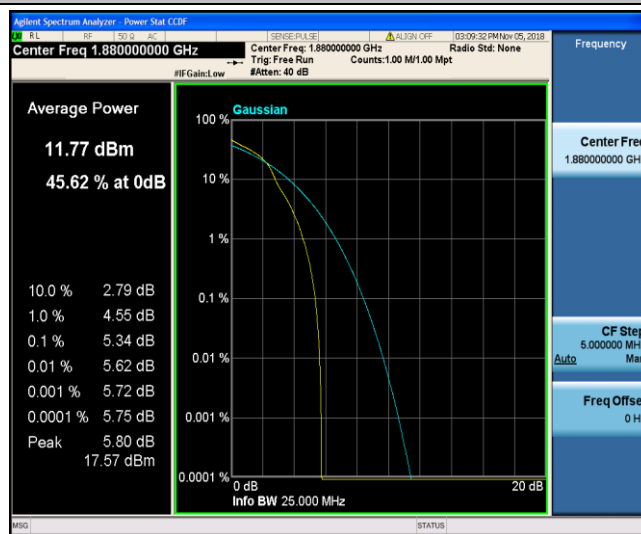 Agilent Spectrum Analyzer - Power Stat CCDF
RL RF 50 Ω AC SENSE:PULSE ALIGN OFF 03:09:32 PM Nov 05, 2018
Center Freq 1.880000000 GHz
Center Freq: 1.880000000 GHz Radio Std: None
Trig: Free Run Counts:1.00 M/1.00 Mpt
#IFGain:Low #Atten: 40 dB
Frequency
Average Power
11.77 dBm
45.62 % at 0dB
10.0 % 2.79 dB
1.0 % 4.55 dB
0.1 % 5.34 dB
0.01 % 5.62 dB
0.001 % 5.72 dB
0.0001 % 5.75 dB
Peak 5.80 dB
17.57 dBm
Gaussian
100 %
10 %
1 %
0.1 %
0.01 %
0.001 %
0.0001 %
0 dB 20 dB
Info BW 25.000 MHz
Center Fre
1.880000000 GH
CF Ste
5.000000 MH
Auto Ma
Freq Offse
0 H
MSG STATUS